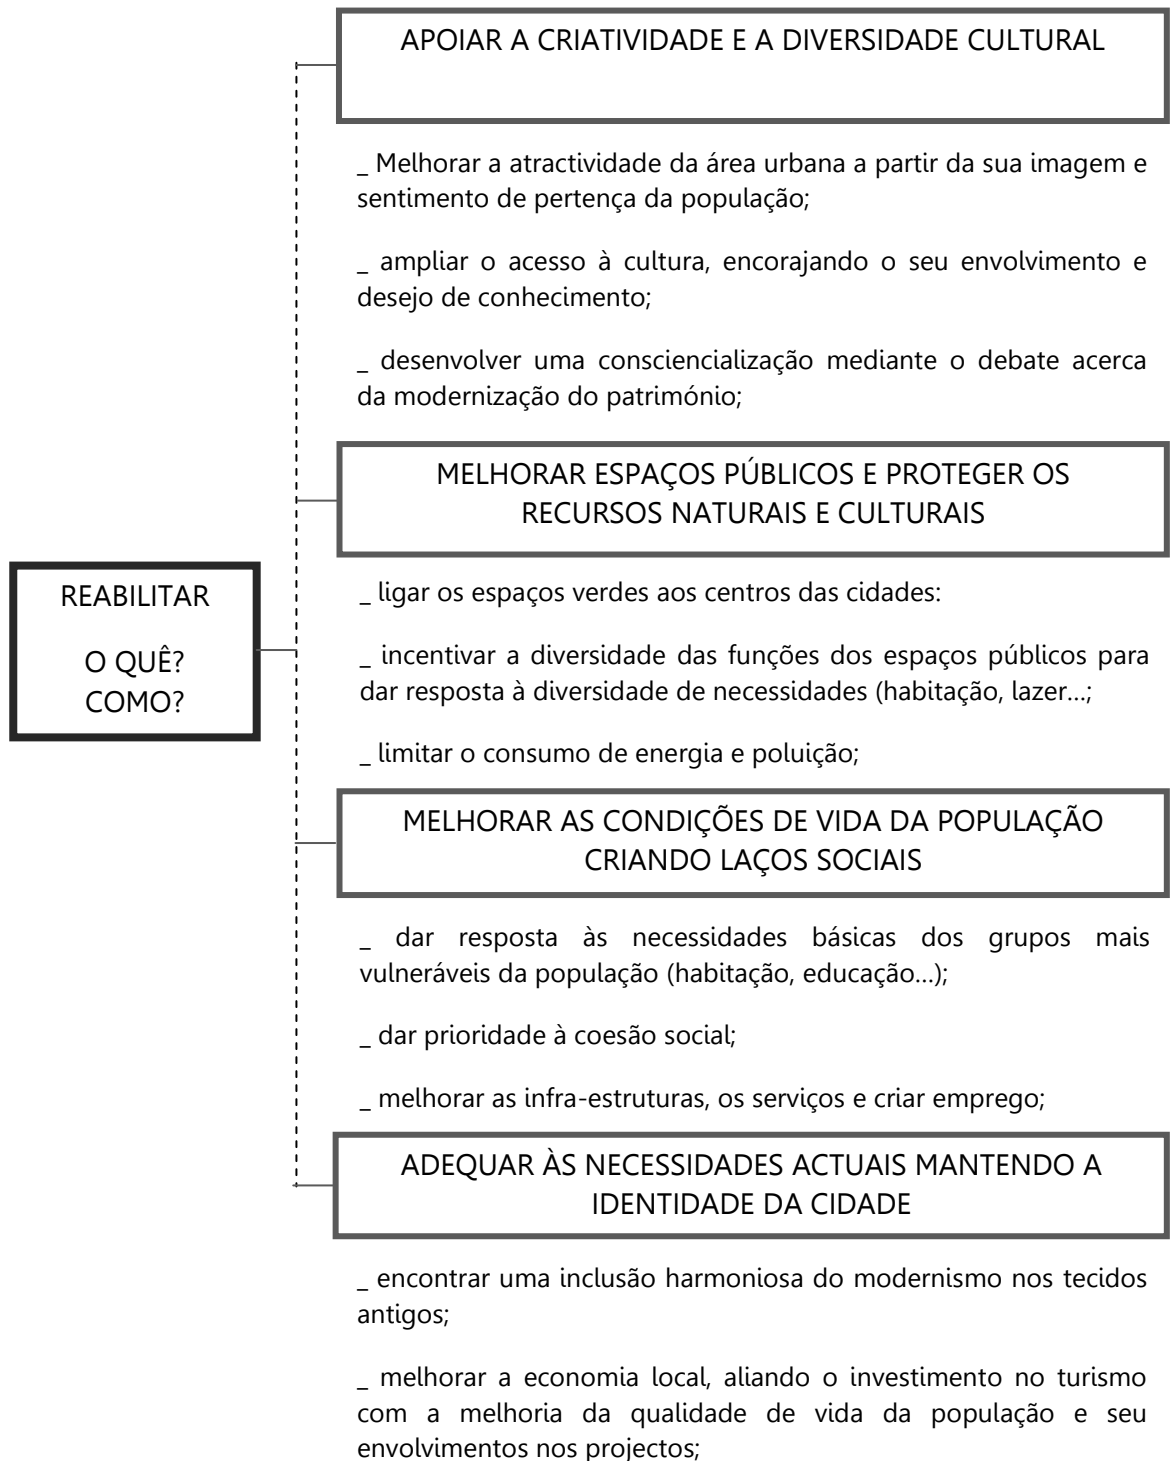 APOIAR A CRIATIVIDADE E A DIVERSIDADE CULTURAL
_ Melhorar a atractividade da área urbana a partir da sua imagem e
sentimento de pertença da população;
_ ampliar o acesso à cultura, encorajando o seu envolvimento e
desejo de conhecimento;
_ desenvolver uma consciencialização mediante o debate acerca
da modernização do património;
MELHORAR ESPAÇOS PÚBLICOS E PROTEGER OS
RECURSOS NATURAIS E CULTURAIS
REABILITAR
O QUÊ?
COMO?
_ ligar os espaços verdes aos centros das cidades:
_ incentivar a diversidade das funções dos espaços públicos para
dar resposta à diversidade de necessidades (habitação, lazer…;
_ limitar o consumo de energia e poluição;
MELHORAR AS CONDIÇÕES DE VIDA DA POPULAÇÃO
CRIANDO LAÇOS SOCIAIS
_ dar resposta às necessidades básicas dos grupos mais
vulneráveis da população (habitação, educação…);
_ dar prioridade à coesão social;
_ melhorar as infra-estruturas, os serviços e criar emprego;
ADEQUAR ÀS NECESSIDADES ACTUAIS MANTENDO A
IDENTIDADE DA CIDADE
_ encontrar uma inclusão harmoniosa do modernismo nos tecidos
antigos;
_ melhorar a economia local, aliando o investimento no turismo
com a melhoria da qualidade de vida da população e seu
envolvimentos nos projectos;